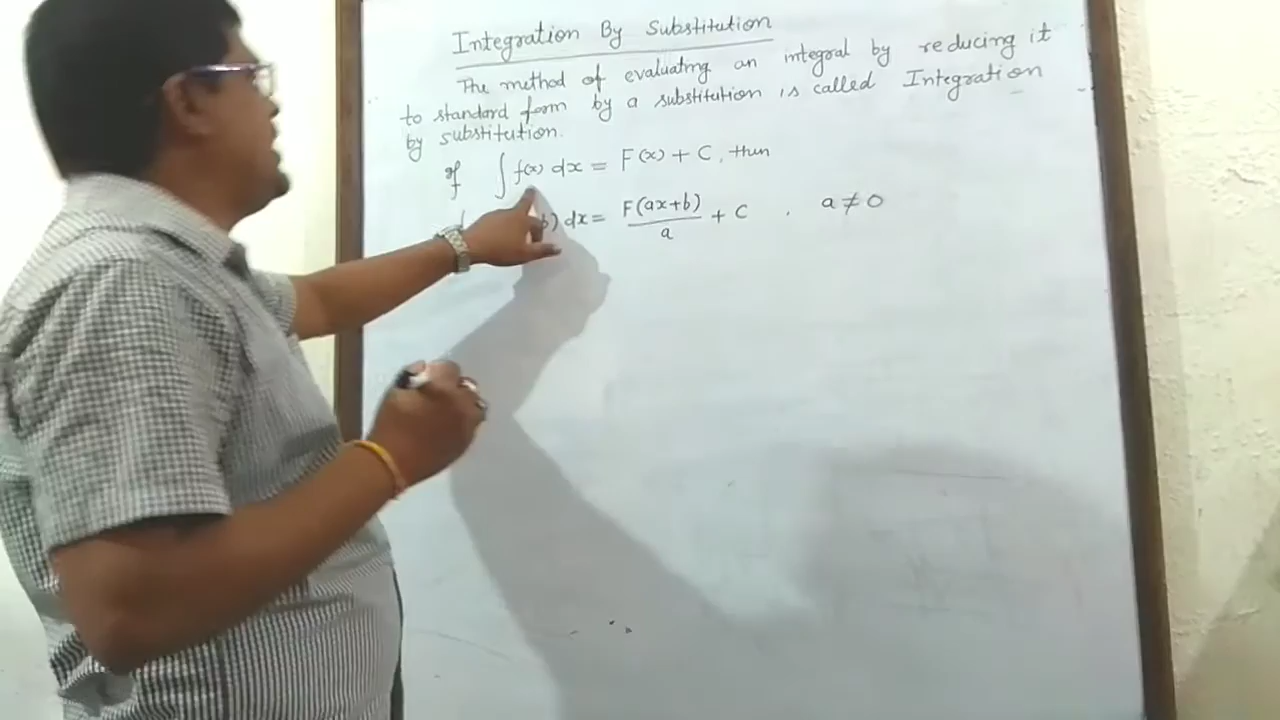 Integration By Substitution
The method of evaluating an integral by reducing it
to standard form by a substitution is called Integration
by substitution.
If ∫ f(x) dx = F(x) + C, then
b) dx = F(ax+b)/a + C , a ≠ 0